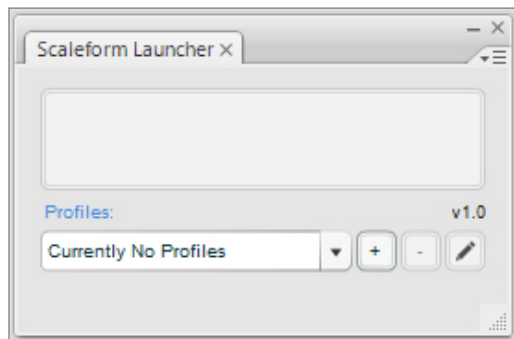 Scaleform Launcher
Profiles:
v1.0
Currently No Profiles
+
-